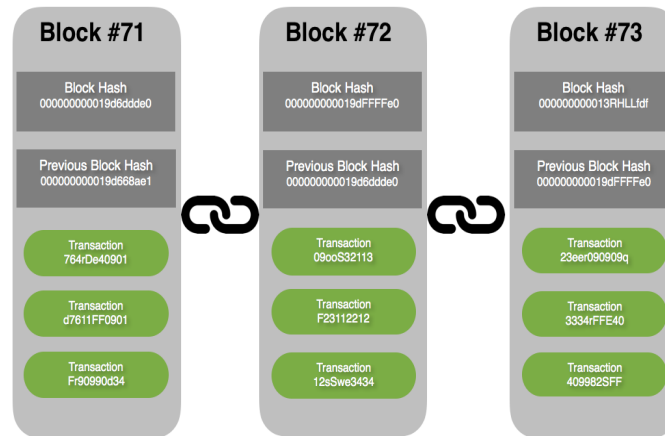 Block #71
Block Hash
000000000019d6ddde0
Previous Block Hash
000000000019d668ae1
Transaction
764rDe40901
Transaction
d7611FF0901
Transaction
Fr90990d34
Block #72
Block Hash
000000000019dFFFFe0
Previous Block Hash
000000000019d6ddde0
Transaction
09ooS32113
Transaction
F23112212
Transaction
12sSwe3434
Block #73
Block Hash
000000000013RHLLfdf
Previous Block Hash
000000000019dFFFFe0
Transaction
23eer090909q
Transaction
3334rFFE40
Transaction
409982SFF